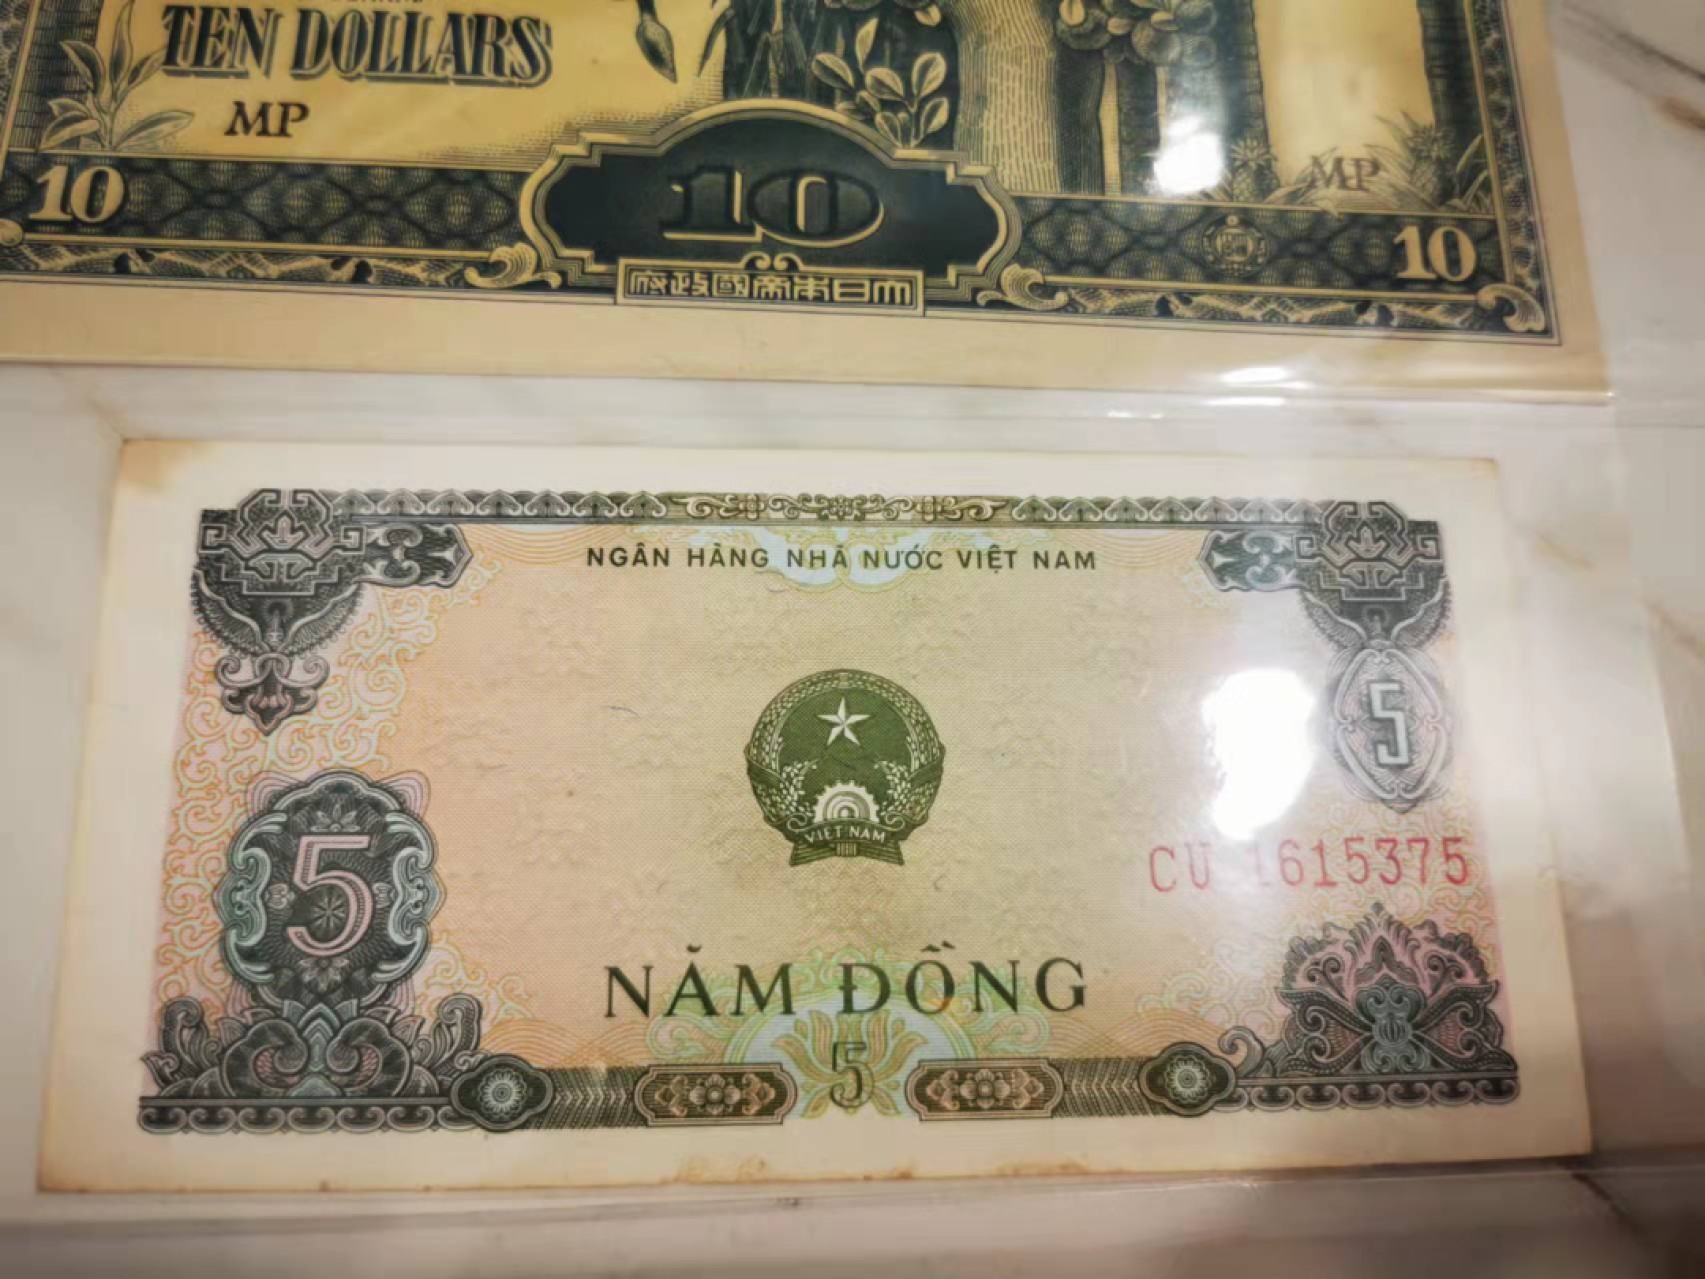 TEN DOLLARS
MP
MP
10
10
10
府政國帝本日大
NGÂN HÀNG NHÀ NƯỚC VIỆT NAM
5
VIET NAM
5
CU 1615375
NĂM ĐỒNG
5